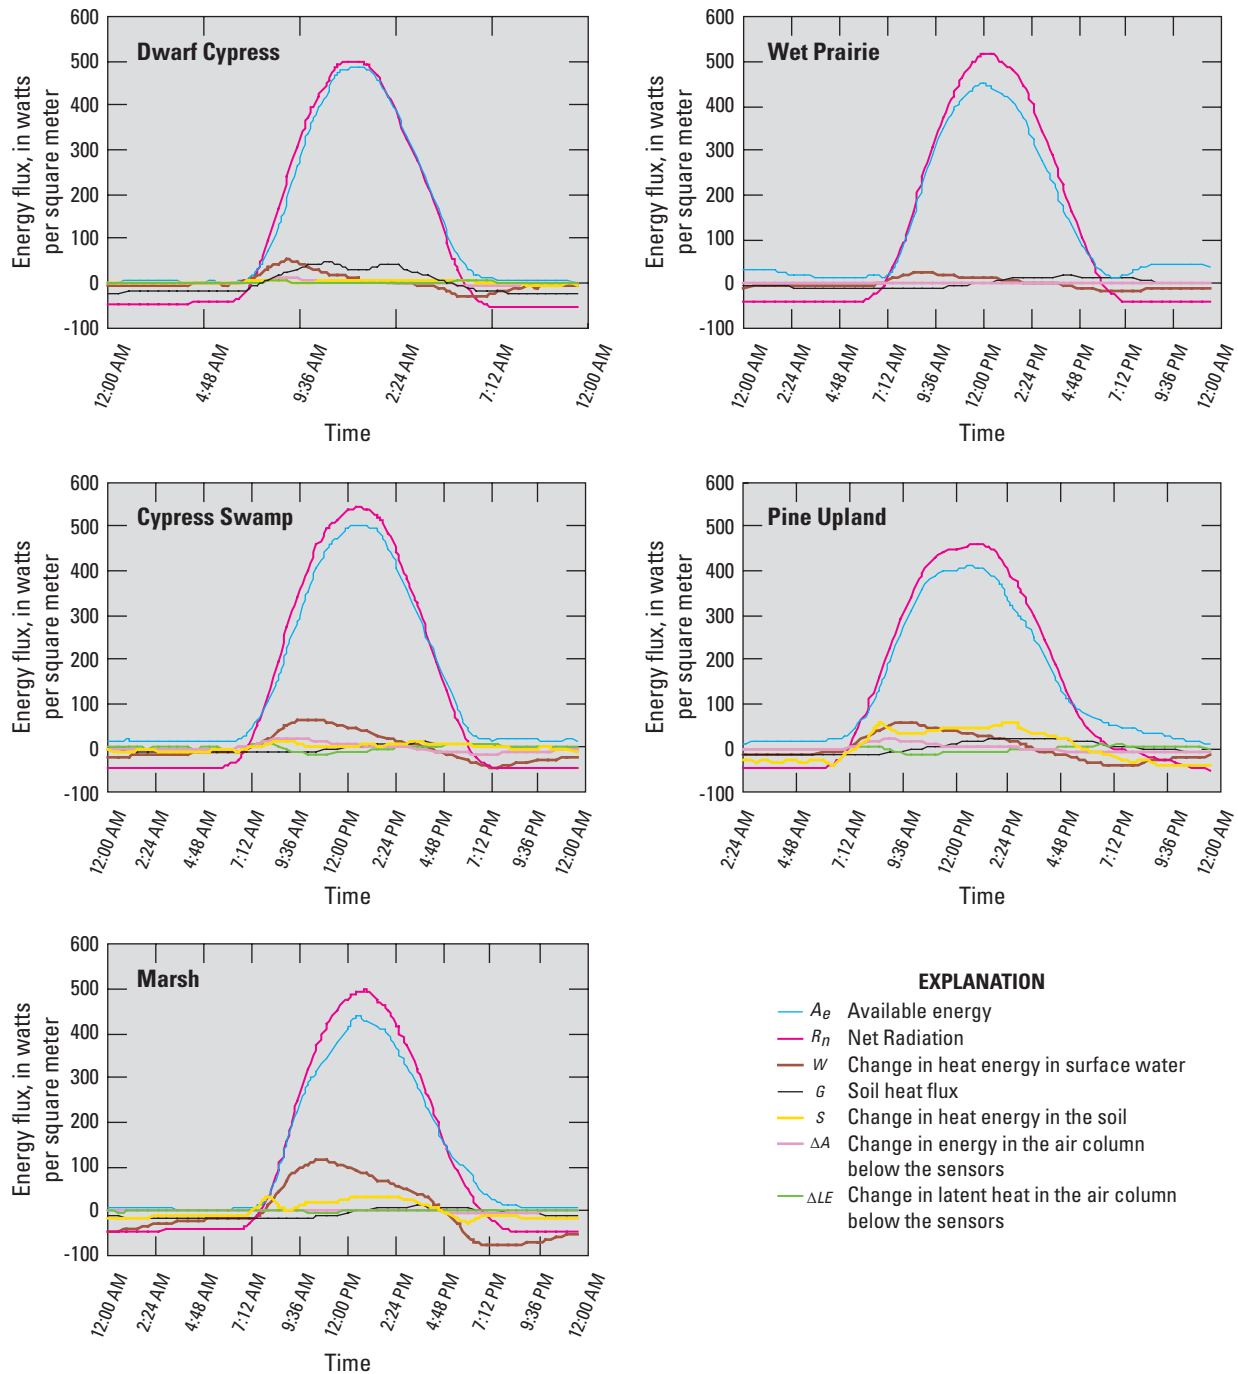 Dwarf Cypress
Energy flux, in watts
per square meter
600
500
400
300
200
100
0
-100
12:00 AM
4:48 AM
9:36 AM
2:24 AM
7:12 AM
12:00 AM
Time
Wet Prairie
Energy flux, in watts
per square meter
600
500
400
300
200
100
0
-100
12:00 AM
2:24 AM
4:48 AM
7:12 AM
9:36 AM
12:00 PM
2:24 PM
4:48 PM
7:12 PM
9:36 PM
12:00 AM
Time
Cypress Swamp
Energy flux, in watts
per square meter
600
500
400
300
200
100
0
-100
12:00 AM
2:24 AM
4:48 AM
7:12 AM
9:36 AM
12:00 PM
2:24 PM
4:48 PM
7:12 PM
9:36 PM
12:00 AM
Time
Pine Upland
Energy flux, in watts
per square meter
600
500
400
300
200
100
0
-100
2:24 AM
4:48 AM
7:12 AM
9:36 AM
12:00 PM
2:24 PM
4:48 PM
7:12 PM
9:36 PM
12:00 AM
Time
Marsh
Energy flux, in watts
per square meter
600
500
400
300
200
100
0
-100
12:00 AM
2:24 AM
4:48 AM
7:12 AM
9:36 AM
12:00 PM
2:24 PM
4:48 PM
7:12 PM
9:36 PM
12:00 AM
Time
EXPLANATION
Ae Available energy
Rn Net Radiation
W Change in heat energy in surface water
G Soil heat flux
S Change in heat energy in the soil
ΔA Change in energy in the air column
below the sensors
ΔLE Change in latent heat in the air column
below the sensors